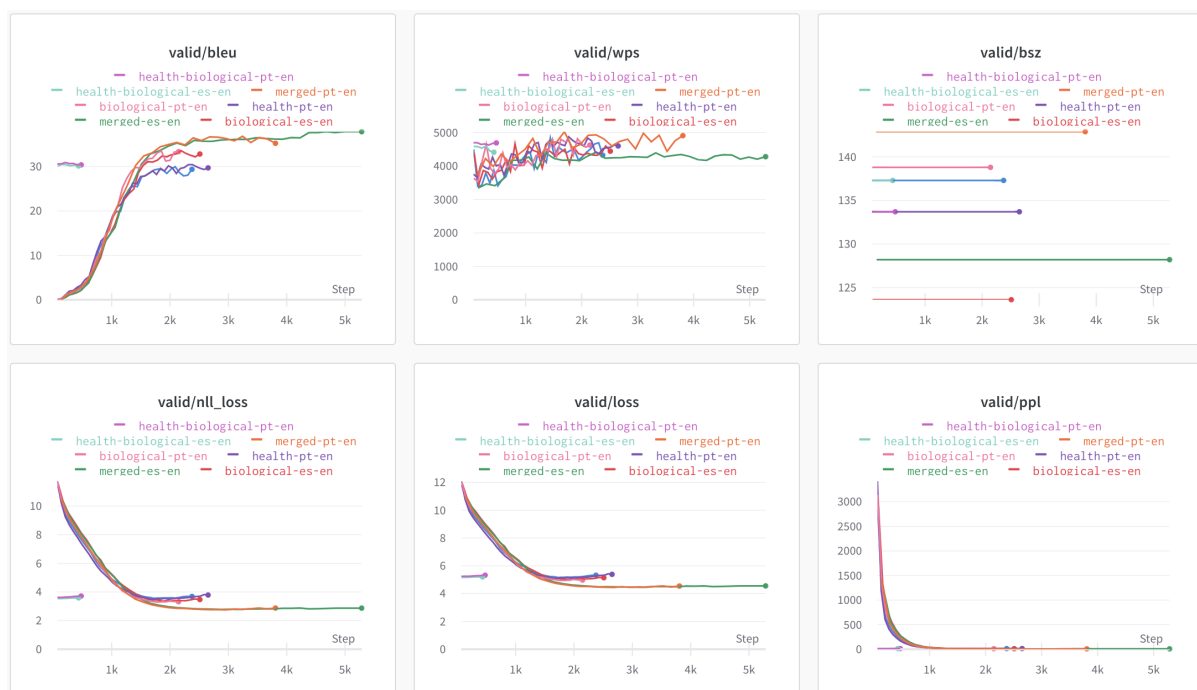 valid/bleu
health-biological-pt-en
health-biological-es-en merged-pt-en
biological-pt-en health-pt-en
merged-es-en biological-es-en
30
20
10
0
Step
1k 2k 3k 4k 5k
valid/wps
health-biological-pt-en
health-biological-es-en merged-pt-en
biological-pt-en health-pt-en
merged-es-en biological-es-en
5000
4000
3000
2000
1000
0
Step
1k 2k 3k 4k 5k
valid/bsz
health-biological-pt-en
health-biological-es-en merged-pt-en
biological-pt-en health-pt-en
merged-es-en biological-es-en
140
135
130
125
Step
1k 2k 3k 4k 5k
valid/nll_loss
health-biological-pt-en
health-biological-es-en merged-pt-en
biological-pt-en health-pt-en
merged-es-en biological-es-en
10
8
6
4
2
0
Step
1k 2k 3k 4k 5k
valid/loss
health-biological-pt-en
health-biological-es-en merged-pt-en
biological-pt-en health-pt-en
merged-es-en biological-es-en
12
10
8
6
4
2
0
Step
1k 2k 3k 4k 5k
valid/ppl
health-biological-pt-en
health-biological-es-en merged-pt-en
biological-pt-en health-pt-en
merged-es-en biological-es-en
3000
2500
2000
1500
1000
500
0
Step
1k 2k 3k 4k 5k